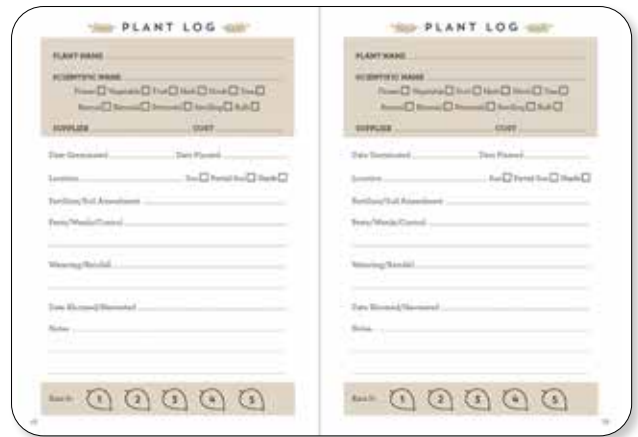 PLANT LOG
PLANT NAME
SCIENTIFIC NAME
Flower Vegetable Fruit Herb Shrub Tree
Annual Biennial Perennial Seedling Bulb
SUPPLIER COST
Date Germinated Date Planted
Location Sun Partial Sun Shade
Fertilizer/Soil Amendment
Pests/Weeds/Control
Watering/Rainfall
Date Bloomed/Harvested
Notes
Rate It: 1 2 3 4 5
PLANT LOG
PLANT NAME
SCIENTIFIC NAME
Flower Vegetable Fruit Herb Shrub Tree
Annual Biennial Perennial Seedling Bulb
SUPPLIER COST
Date Germinated Date Planted
Location Sun Partial Sun Shade
Fertilizer/Soil Amendment
Pests/Weeds/Control
Watering/Rainfall
Date Bloomed/Harvested
Notes
Rate It: 1 2 3 4 5